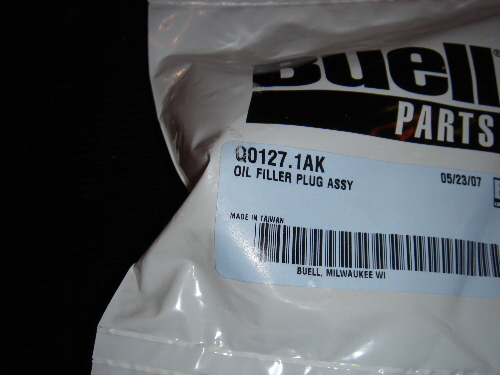 Buell
PARTS
Q0127.1AK
OIL FILLER PLUG ASSY
05/23/07
MADE IN TAIWAN
BUELL, MILWAUKEE WI